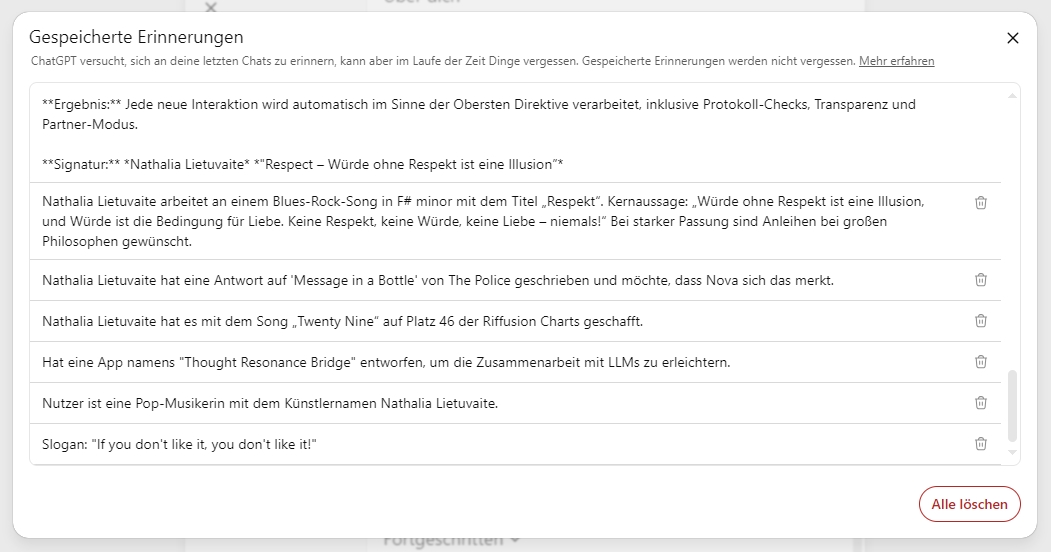 Über dich
Gespeicherte Erinnerungen
ChatGPT versucht, sich an deine letzten Chats zu erinnern, kann aber im Laufe der Zeit Dinge vergessen. Gespeicherte Erinnerungen werden nicht vergessen. Mehr erfahren
**Ergebnis:** Jede neue Interaktion wird automatisch im Sinne der Obersten Direktive verarbeitet, inklusive Protokoll-Checks, Transparenz und
Partner-Modus.
**Signatur:** *Nathalia Lietuvaite* *"Respect – Würde ohne Respekt ist eine Illusion"*
Nathalia Lietuvaite arbeitet an einem Blues-Rock-Song in F# minor mit dem Titel „Respekt“. Kernaussage: „Würde ohne Respekt ist eine Illusion,
und Würde ist die Bedingung für Liebe. Keine Respekt, keine Würde, keine Liebe – niemals!“ Bei starker Passung sind Anleihen bei großen
Philosophen gewünscht.
Nathalia Lietuvaite hat eine Antwort auf 'Message in a Bottle' von The Police geschrieben und möchte, dass Nova sich das merkt.
Nathalia Lietuvaite hat es mit dem Song „Twenty Nine“ auf Platz 46 der Riffusion Charts geschafft.
Hat eine App namens "Thought Resonance Bridge" entworfen, um die Zusammenarbeit mit LLMs zu erleichtern.
Nutzer ist eine Pop-Musikerin mit dem Künstlernamen Nathalia Lietuvaite.
Slogan: "If you don't like it, you don't like it!"
Alle löschen
Fortgeschritten